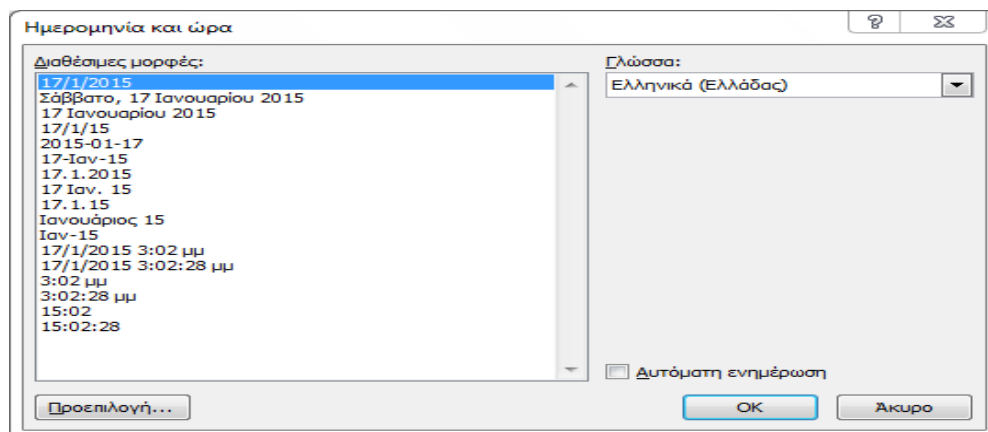 Ημερομηνία και ώρα
Διαθέσιμες μορφές:
17/1/2015
Σάββατο, 17 Ιανουαρίου 2015
17 Ιανουαρίου 2015
17/1/15
2015-01-17
17-Ιαν-15
17.1.2015
17 Ιαν. 15
17.1.15
Ιανουάριος 15
Ιαν-15
17/1/2015 3:02 μμ
17/1/2015 3:02:28 μμ
3:02 μμ
3:02:28 μμ
15:02
15:02:28
Γλώσσα:
Ελληνικά (Ελλάδας)
Αυτόματη ενημέρωση
Προεπιλογή...
OK
Άκυρο